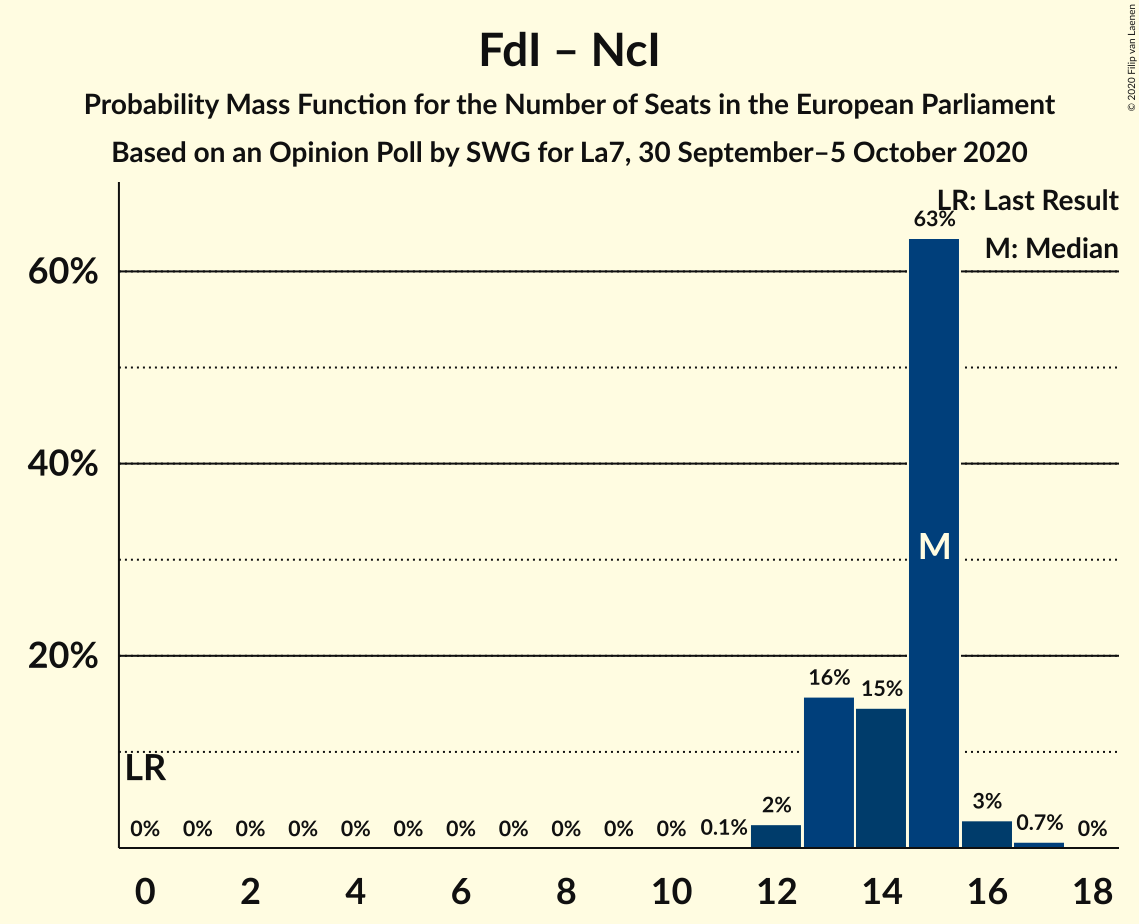 FdI – NcI
Probability Mass Function for the Number of Seats in the European Parliament
Based on an Opinion Poll by SWG for La7, 30 September–5 October 2020
© 2020 Filip van Laenen
LR: Last Result
M: Median
60%
40%
20%
LR
0% 0% 0% 0% 0% 0% 0% 0% 0% 0% 0% 0.1% 2% 16% 15% 63% 3% 0.7% 0%
M
0 2 4 6 8 10 12 14 16 18